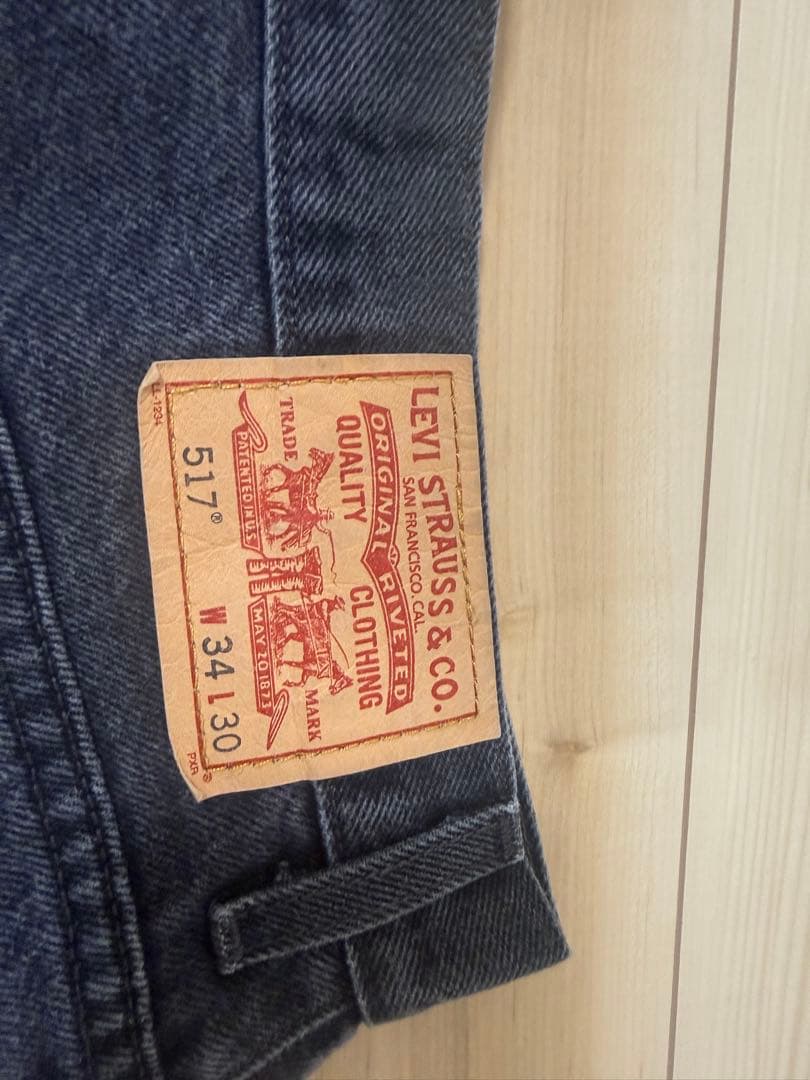 LEVI STRAUSS & CO.
SAN FRANCISCO, CAL.
ORIGINAL RIVETED
QUALITY CLOTHING
TRADE MARK
PATENTED IN U.S. MAY 20 1873
517® W 34 L 30
PXR ®